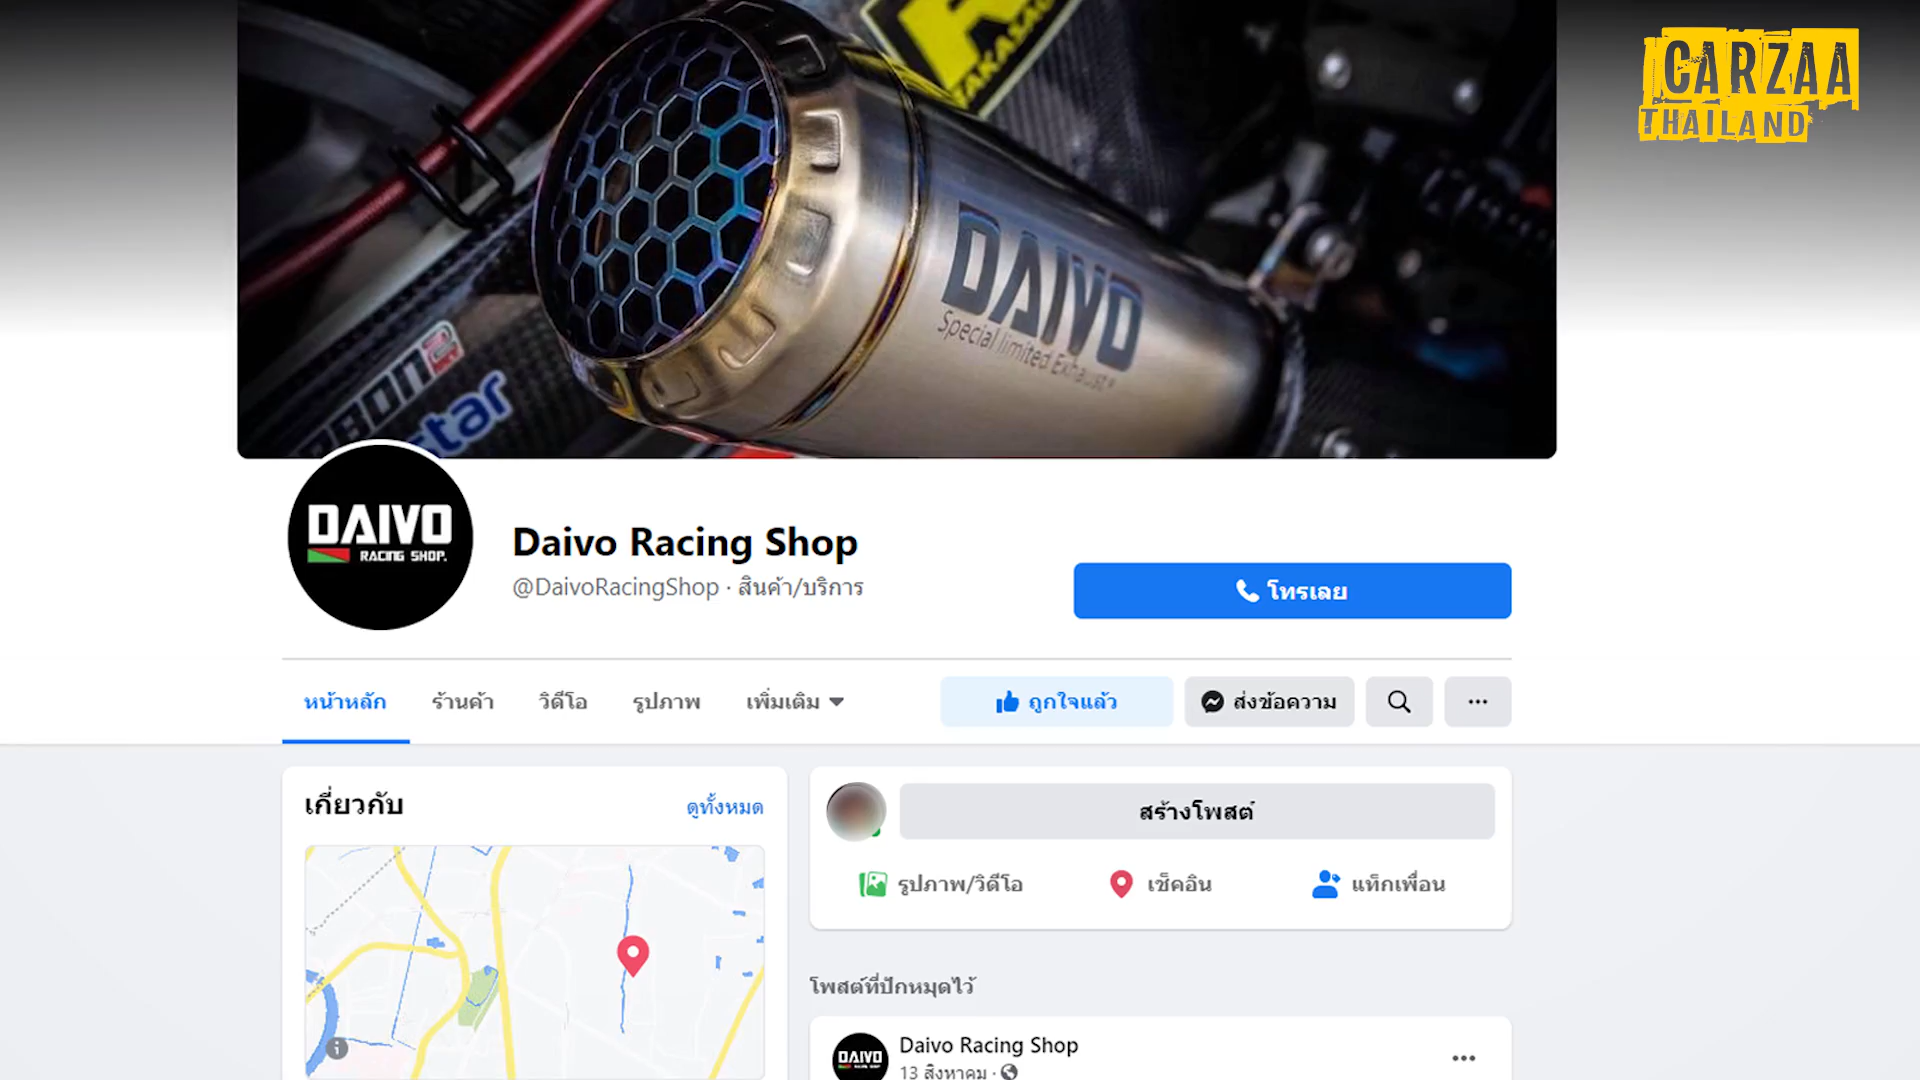 CARZAA
THAILAND
TAKASAGO
DAIVO
Special limited Exhaust
star
DAIVO
RACING SHOP.
Daivo Racing Shop
@DaivoRacingShop · สินค้า/บริการ
โทรเลย
หน้าหลัก
ร้านค้า
วิดีโอ
รูปภาพ
เพิ่มเติม
ถูกใจแล้ว
ส่งข้อความ
เกี่ยวกับ
ดูทั้งหมด
สร้างโพสต์
รูปภาพ/วิดีโอ
เช็คอิน
แท็กเพื่อน
โพสต์ที่ปักหมุดไว้
DAIVO
Daivo Racing Shop
13 สิงหาคม ·